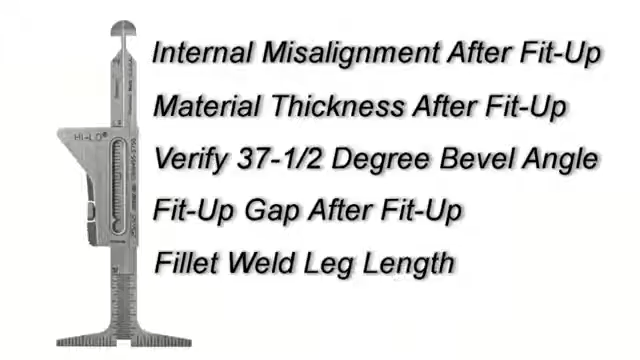 Internal Misalignment After Fit-Up
Material Thickness After Fit-Up
HI-LO®
Verify 37-1/2 Degree Bevel Angle
Fit-Up Gap After Fit-Up
Fillet Weld Leg Length